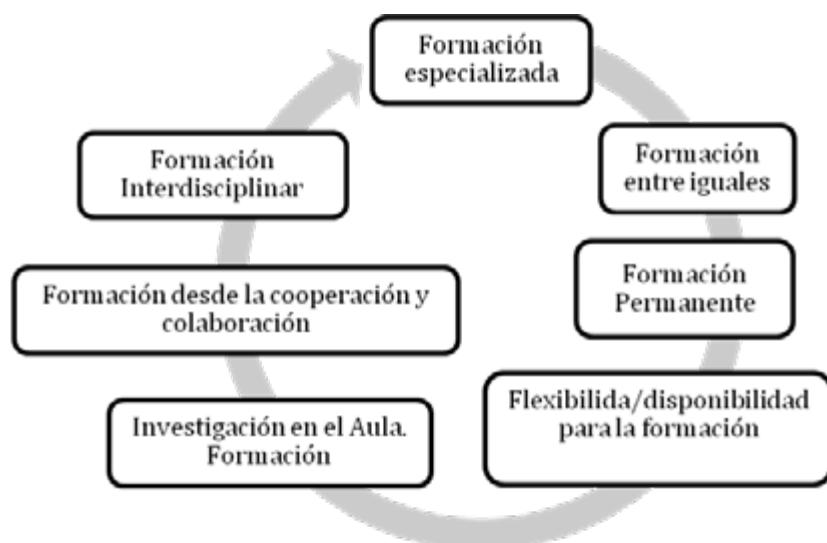 Formación
especializada
Formación
entre iguales
Formación
Permanente
Flexibilida/disponibilidad
para la formación
Investigación en el Aula.
Formación
Formación desde la cooperación y
colaboración
Formación
Interdisciplinar